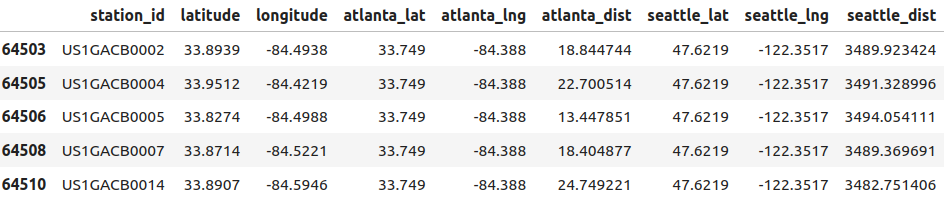 station_id latitude longitude atlanta_lat atlanta_lng atlanta_dist seattle_lat seattle_lng seattle_dist
64503 US1GACB0002 33.8939 -84.4938 33.749 -84.388 18.844744 47.6219 -122.3517 3489.923424
64505 US1GACB0004 33.9512 -84.4219 33.749 -84.388 22.700514 47.6219 -122.3517 3491.328996
64506 US1GACB0005 33.8274 -84.4988 33.749 -84.388 13.447851 47.6219 -122.3517 3494.054111
64508 US1GACB0007 33.8714 -84.5221 33.749 -84.388 18.404877 47.6219 -122.3517 3489.369691
64510 US1GACB0014 33.8907 -84.5946 33.749 -84.388 24.749221 47.6219 -122.3517 3482.751406